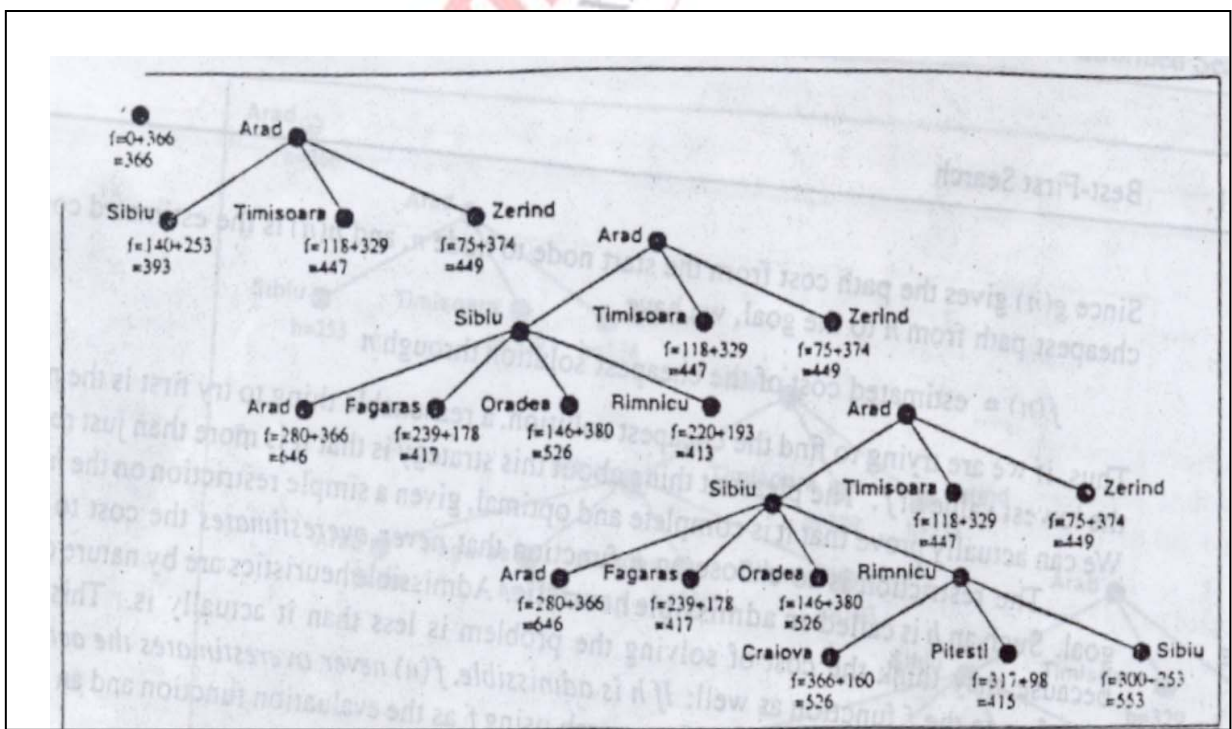 f=0+366
=366
Arad
Sibiu
f=140+253
=393
Timisoara
f=118+329
=447
Zerind
f=75+374
=449
Arad
Sibiu
Timisoara
f=118+329
=447
Zerind
f=75+374
=449
Arad
f=280+366
=646
Fagaras
f=239+178
=417
Oradea
f=146+380
=526
Rimnicu
f=220+193
=413
Arad
Sibiu
Timisoara
f=118+329
=447
Zerind
f=75+374
=449
Arad
f=280+366
=646
Fagaras
f=239+178
=417
Oradea
f=146+380
=526
Rimnicu
Craiova
f=366+160
=526
Pitesti
f=317+98
=415
Sibiu
f=300-253
=553